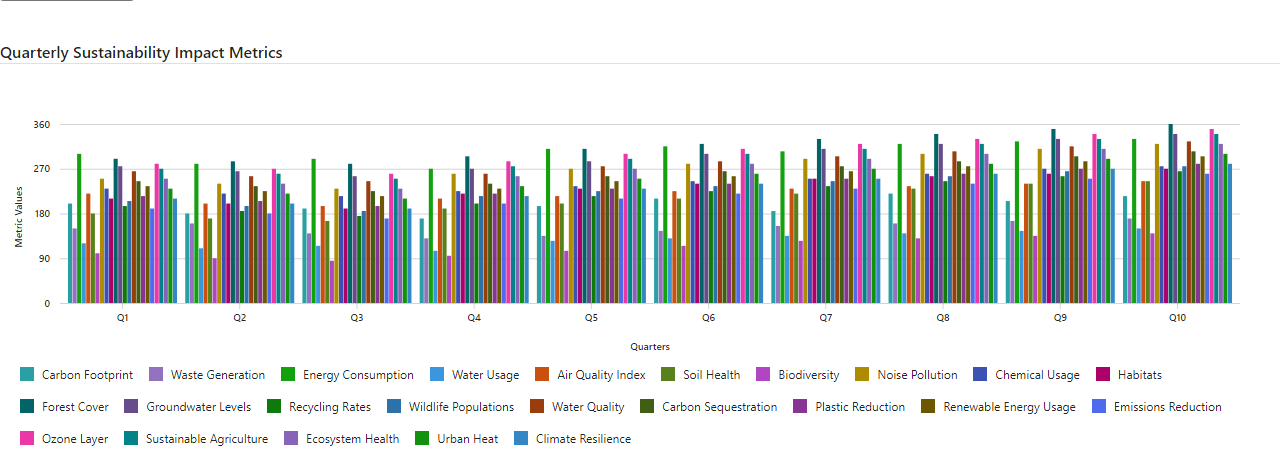 Quarterly Sustainability Impact Metrics
360
270
180
90
0
Metric Values
Q1 Q2 Q3 Q4 Q5 Q6 Q7 Q8 Q9 Q10
Quarters
Carbon Footprint Waste Generation Energy Consumption Water Usage Air Quality Index Soil Health Biodiversity Noise Pollution Chemical Usage Habitats
Forest Cover Groundwater Levels Recycling Rates Wildlife Populations Water Quality Carbon Sequestration Plastic Reduction Renewable Energy Usage Emissions Reduction
Ozone Layer Sustainable Agriculture Ecosystem Health Urban Heat Climate Resilience